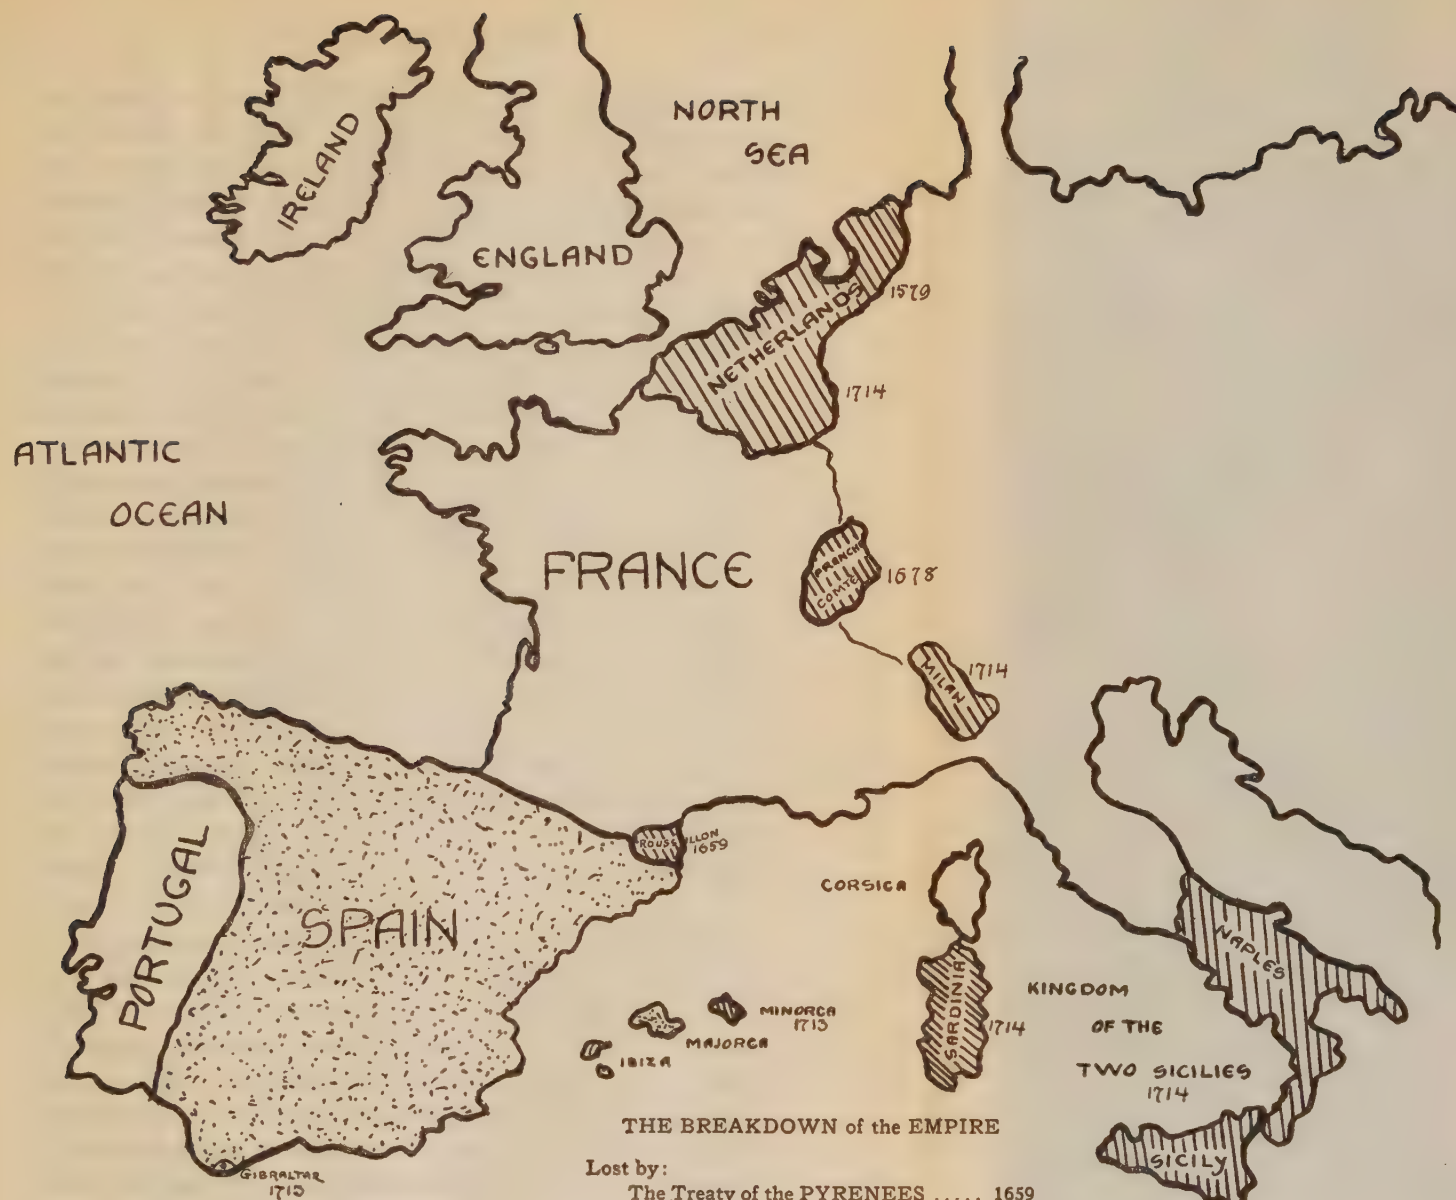 NORTH
SEA
IRELAND
ENGLAND
1579
NETHERLANDS
1714
ATLANTIC
OCEAN
FRANCE
FRANCHE
COMTÉ
1678
MILAN
1714
ROUSSILLON
1659
PORTUGAL
SPAIN
CORSICA
NAPLES
SARDINIA
1714
KINGDOM
OF THE
TWO SICILIES
1714
MINORCA
1713
MAJORCA
IBIZA
SICILY
GIBRALTAR
1713
THE BREAKDOWN of the EMPIRE
Lost by:
The Treaty of the PYRENEES ..... 1659